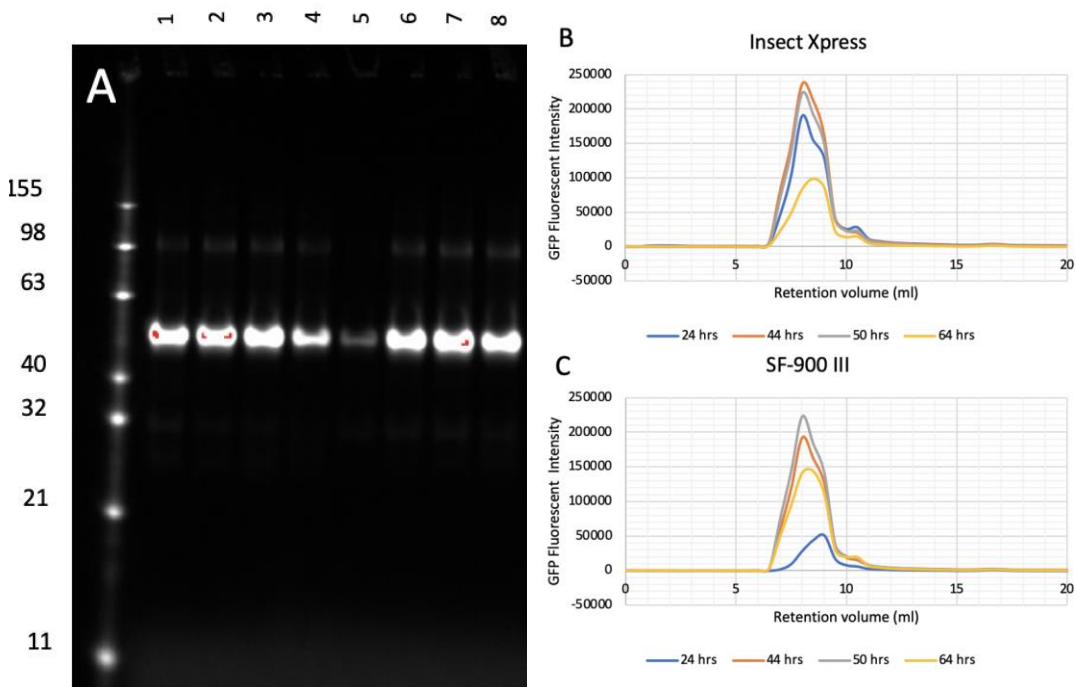 1 2 3 4 5 6 7 8
A
155
98
63
40
32
21
11
B
Insect Xpress
GFP Fluorescent Intensity
250000
200000
150000
100000
50000
0
-50000
0 5 10 15 20
Retention volume (ml)
24 hrs 44 hrs 50 hrs 64 hrs
C
SF-900 III
GFP Fluorescent Intensity
250000
200000
150000
100000
50000
0
-50000
0 5 10 15 20
Retention volume (ml)
24 hrs 44 hrs 50 hrs 64 hrs